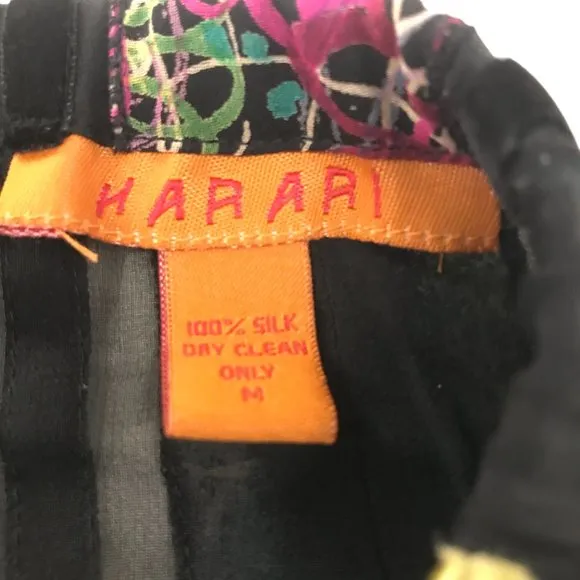 HARARI
100% SILK
DRY CLEAN
ONLY
M